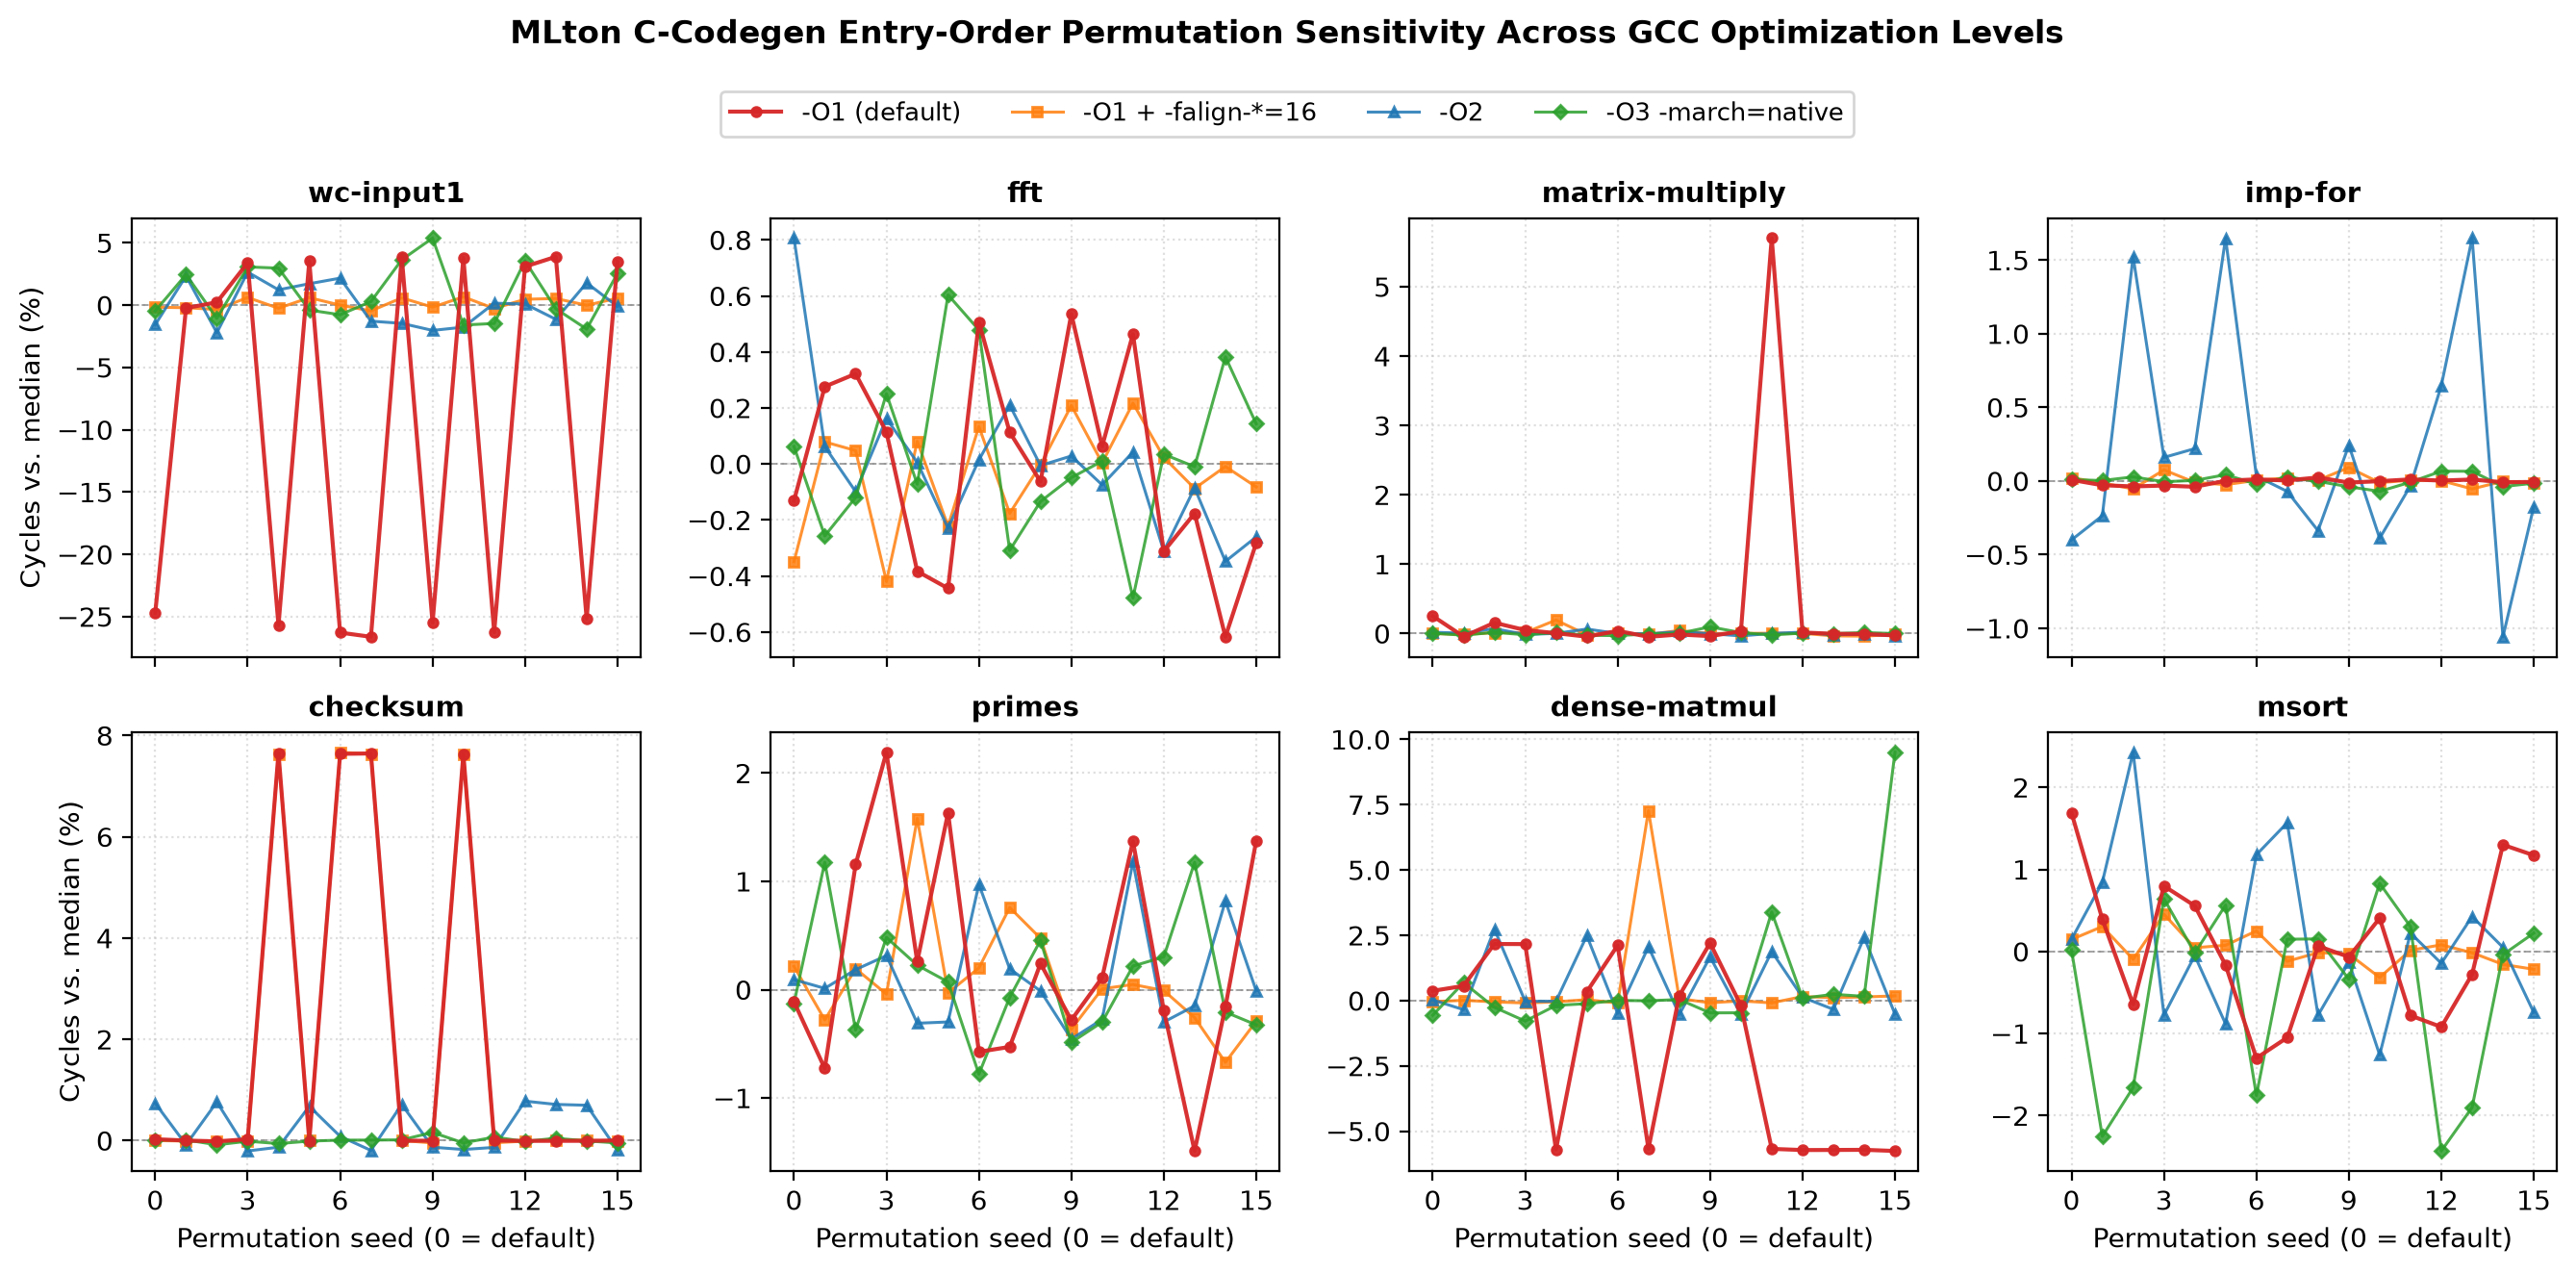 MLton C-Codegen Entry-Order Permutation Sensitivity Across GCC Optimization Levels
-O1 (default) -O1 + -falign-*=16 -O2 -O3 -march=native
wc-input1
Cycles vs. median (%)
5
0
−5
−10
−15
−20
−25
fft
0.8
0.6
0.4
0.2
0.0
−0.2
−0.4
−0.6
matrix-multiply
5
4
3
2
1
0
imp-for
1.5
1.0
0.5
0.0
−0.5
−1.0
checksum
Cycles vs. median (%)
8
6
4
2
0
0 3 6 9 12 15
Permutation seed (0 = default)
primes
2
1
0
−1
0 3 6 9 12 15
Permutation seed (0 = default)
dense-matmul
10.0
7.5
5.0
2.5
0.0
−2.5
−5.0
0 3 6 9 12 15
Permutation seed (0 = default)
msort
2
1
0
−1
−2
0 3 6 9 12 15
Permutation seed (0 = default)